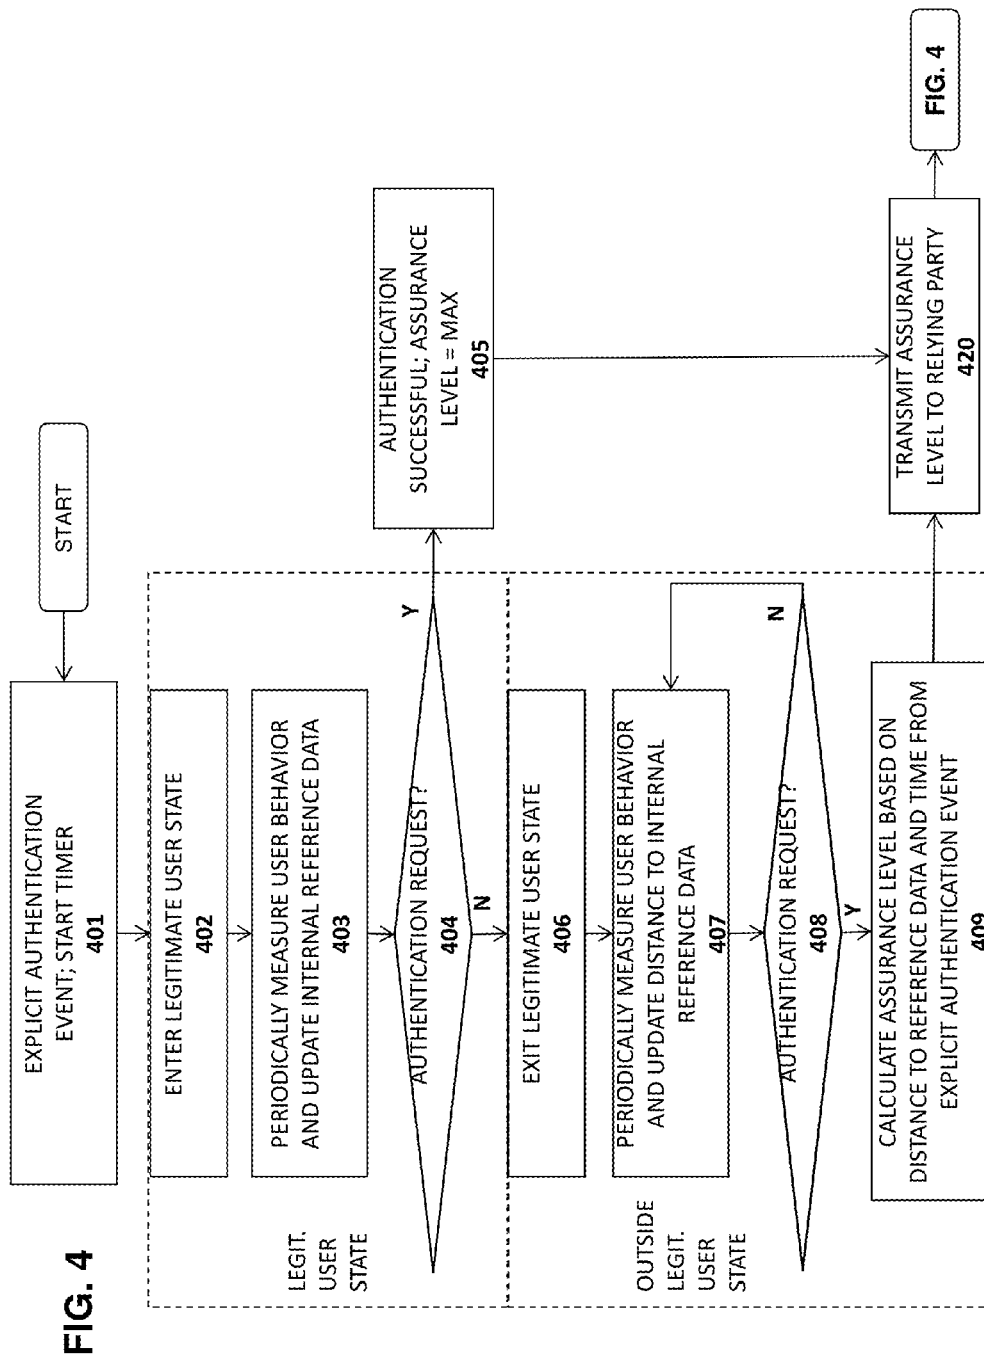 FIG. 4
START
EXPLICIT AUTHENTICATION
EVENT; START TIMER
401
LEGIT.
USER
STATE
ENTER LEGITIMATE USER STATE
402
PERIODICALLY MEASURE USER BEHAVIOR
AND UPDATE INTERNAL REFERENCE DATA
403
AUTHENTICATION REQUEST?
404
Y
N
AUTHENTICATION
SUCCESSFUL; ASSURANCE
LEVEL = MAX
405
OUTSIDE
LEGIT.
USER
STATE
EXIT LEGITIMATE USER STATE
406
PERIODICALLY MEASURE USER BEHAVIOR
AND UPDATE DISTANCE TO INTERNAL
REFERENCE DATA
407
AUTHENTICATION REQUEST?
408
N
Y
CALCULATE ASSURANCE LEVEL BASED ON
DISTANCE TO REFERENCE DATA AND TIME FROM
EXPLICIT AUTHENTICATION EVENT
409
TRANSMIT ASSURANCE
LEVEL TO RELYING PARTY
420
FIG. 4